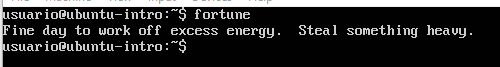 usuario@ubuntu-intro:~$ fortune
Fine day to work off excess energy.  Steal something heavy.
usuario@ubuntu-intro:~$